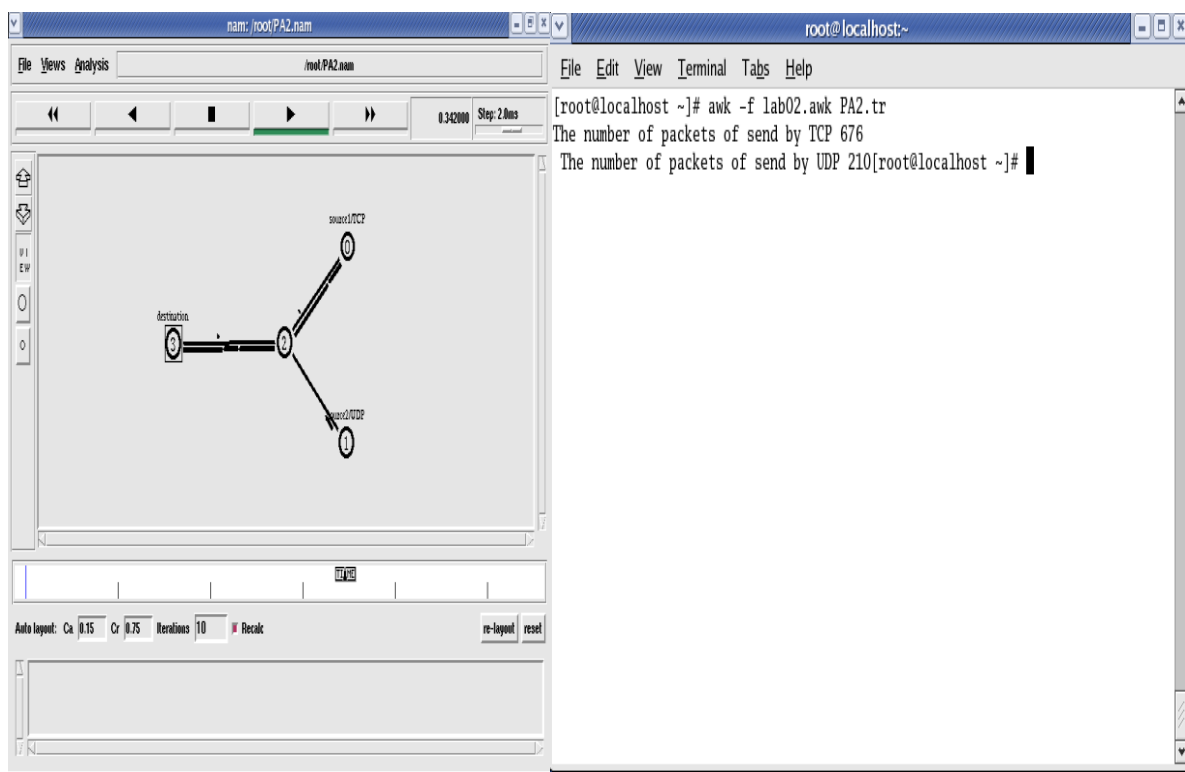 nam: /root/PA2.nam
File Views Analysis /root/PA2.nam
0.342000 Step: 2.0ms
source1/TCP
0
destination
3
2
source2/UDP
1
VI
EW
TIME
Auto layout: Ca 0.15 Cr 0.75 Iterations 10 Recalc re-layout reset
root@localhost:~
File Edit View Terminal Tabs Help
[root@localhost ~]# awk -f lab02.awk PA2.tr
The number of packets of send by TCP 676
The number of packets of send by UDP 210[root@localhost ~]#